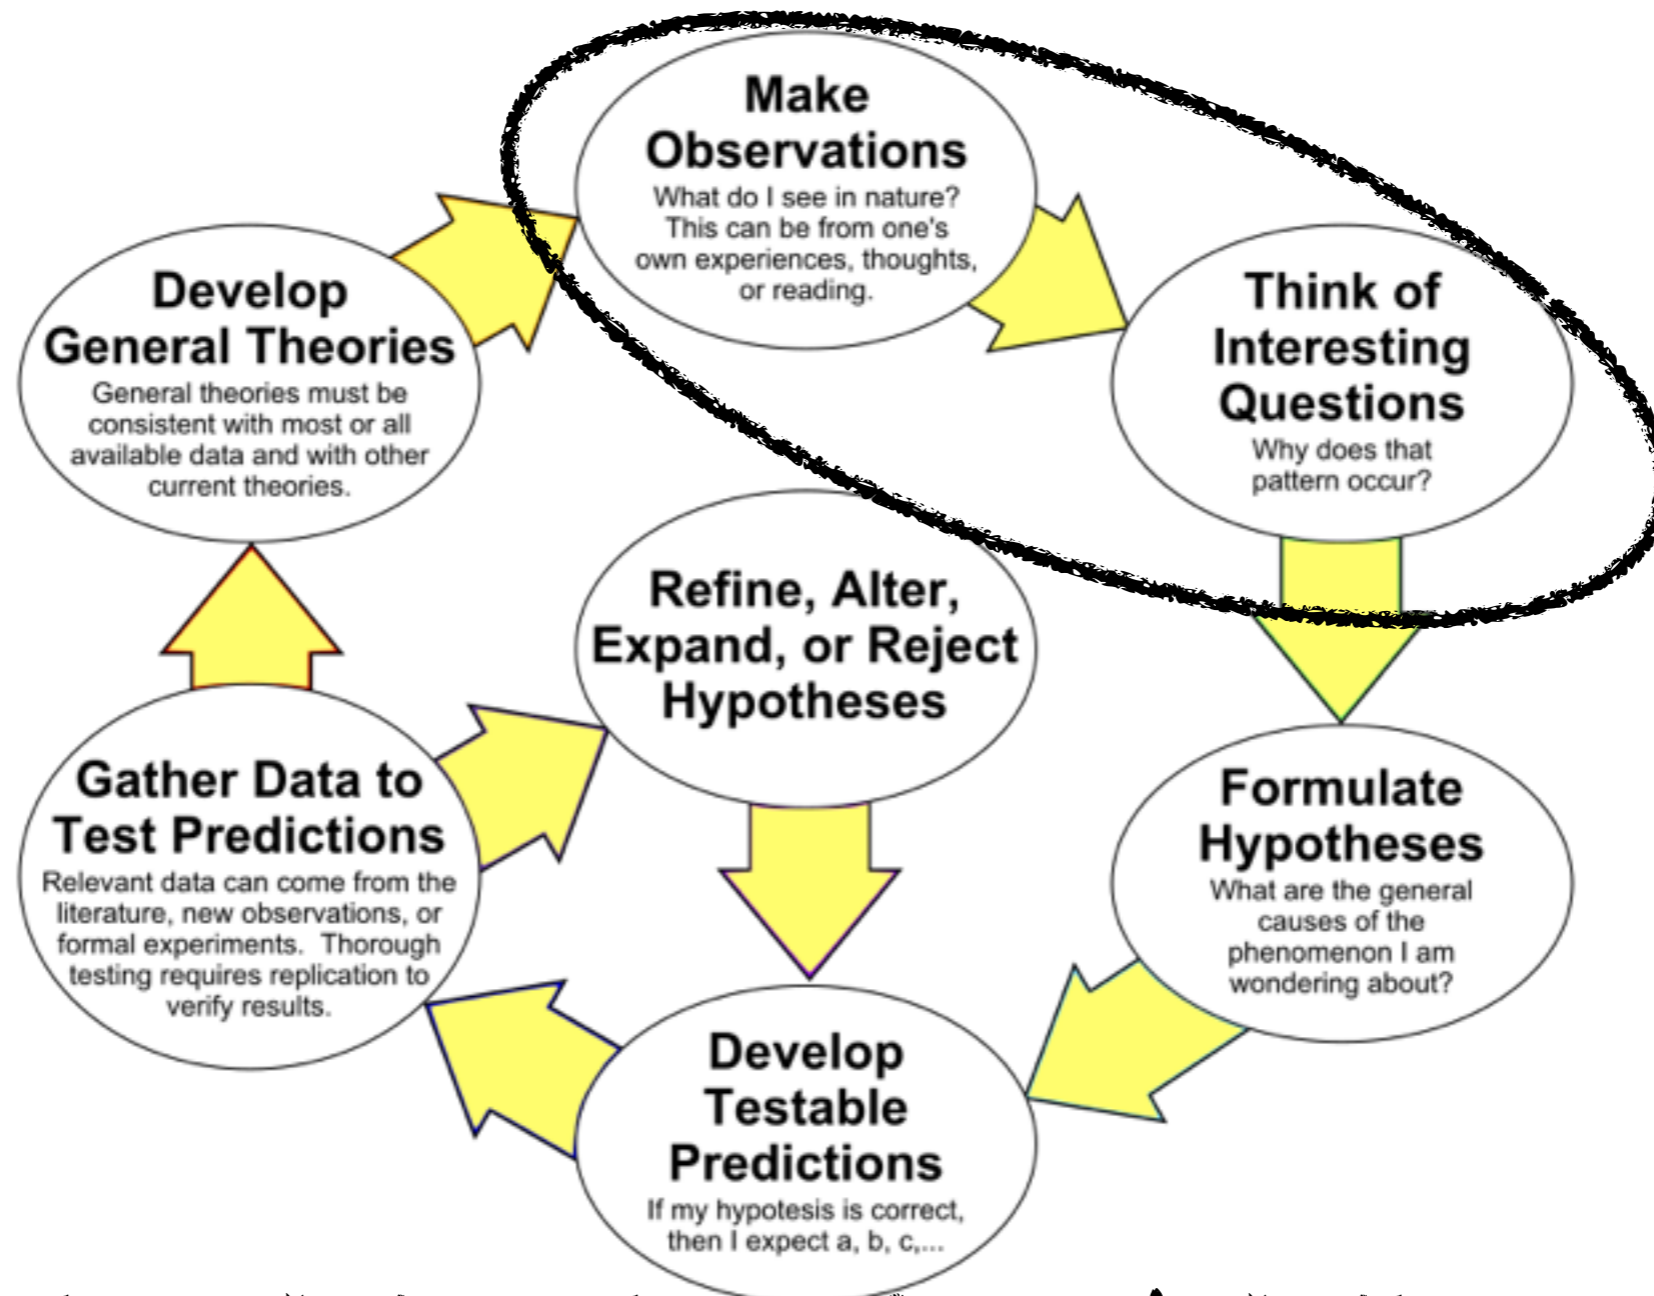 Make
Observations
What do I see in nature?
This can be from one's
own experiences, thoughts,
or reading.
Think of
Interesting
Questions
Why does that
pattern occur?
Formulate
Hypotheses
What are the general
causes of the
phenomenon I am
wondering about?
Develop
Testable
Predictions
If my hypotesis is correct,
then I expect a, b, c,...
Gather Data to
Test Predictions
Relevant data can come from the
literature, new observations, or
formal experiments. Thorough
testing requires replication to
verify results.
Refine, Alter,
Expand, or Reject
Hypotheses
Develop
General Theories
General theories must be
consistent with most or all
available data and with other
current theories.